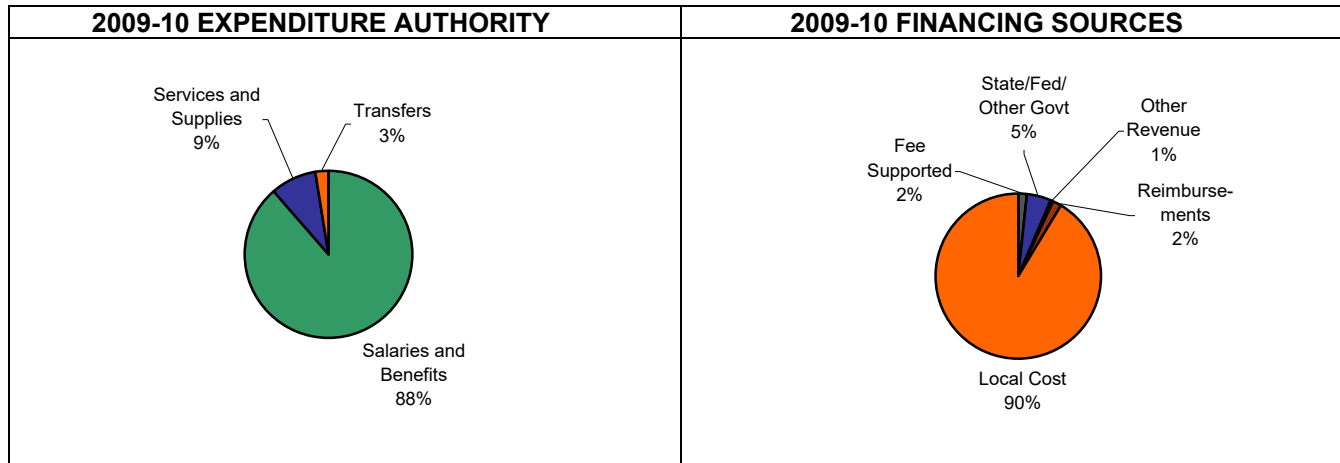 2009-10 EXPENDITURE AUTHORITY
Services and
Supplies
9%
Transfers
3%
Salaries and
Benefits
88%
2009-10 FINANCING SOURCES
Fee
Supported
2%
State/Fed/
Other Govt
5%
Other
Revenue
1%
Reimburse-
ments
2%
Local Cost
90%